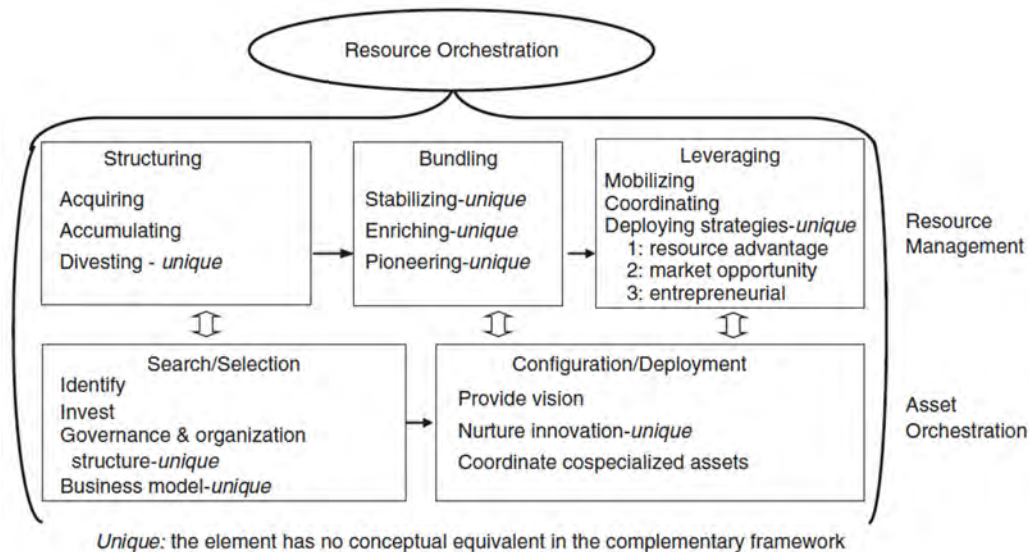 Resource Orchestration
Structuring
Acquiring
Accumulating
Divesting - unique
Bundling
Stabilizing-unique
Enriching-unique
Pioneering-unique
Leveraging
Mobilizing
Coordinating
Deploying strategies-unique
1: resource advantage
2: market opportunity
3: entrepreneurial
Resource
Management
Search/Selection
Identify
Invest
Governance & organization
structure-unique
Business model-unique
Configuration/Deployment
Provide vision
Nurture innovation-unique
Coordinate cospecialized assets
Asset
Orchestration
Unique: the element has no conceptual equivalent in the complementary framework